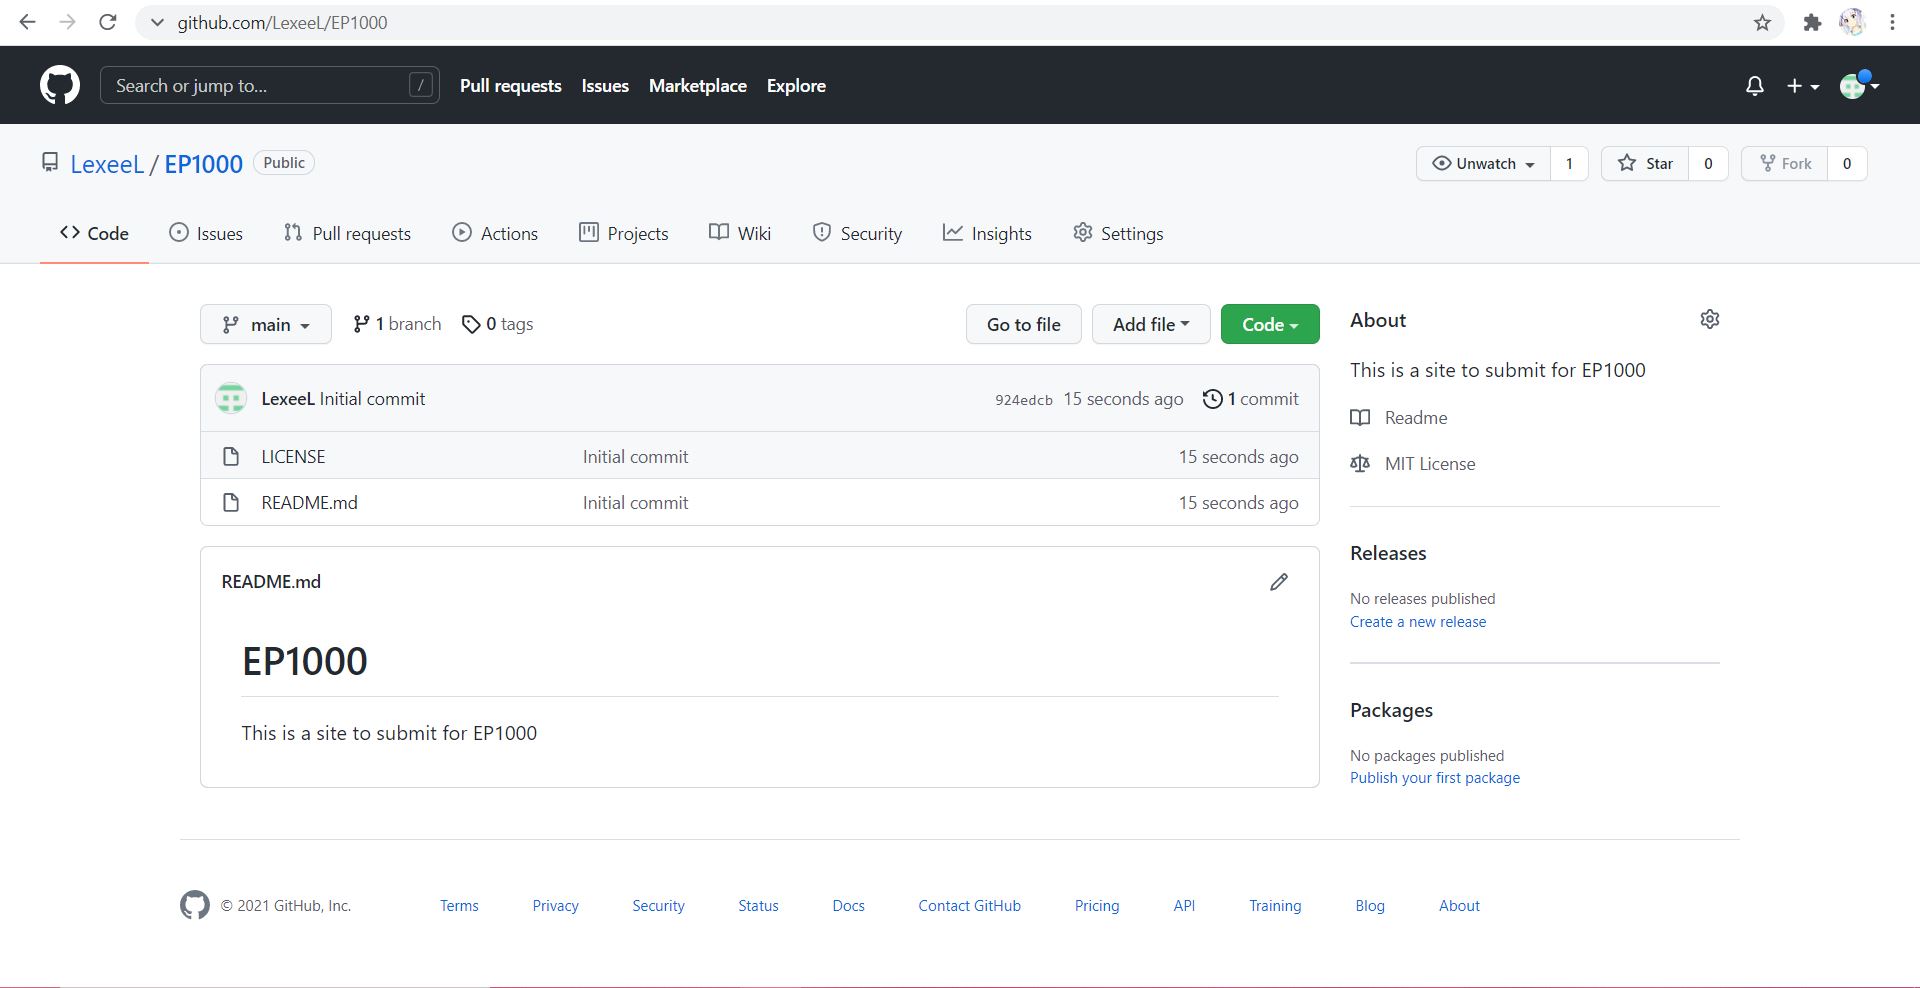 github.com/LexeeL/EP1000
Search or jump to... /
Pull requests Issues Marketplace Explore
LexeeL / EP1000 Public
Unwatch 1 Star 0 Fork 0
Code Issues Pull requests Actions Projects Wiki Security Insights Settings
main 1 branch 0 tags
Go to file Add file Code
LexeeL Initial commit 924edcb 15 seconds ago 1 commit
LICENSE Initial commit 15 seconds ago
README.md Initial commit 15 seconds ago
README.md
EP1000
This is a site to submit for EP1000
About
This is a site to submit for EP1000
Readme
MIT License
Releases
No releases published
Create a new release
Packages
No packages published
Publish your first package
© 2021 GitHub, Inc. Terms Privacy Security Status Docs Contact GitHub Pricing API Training Blog About